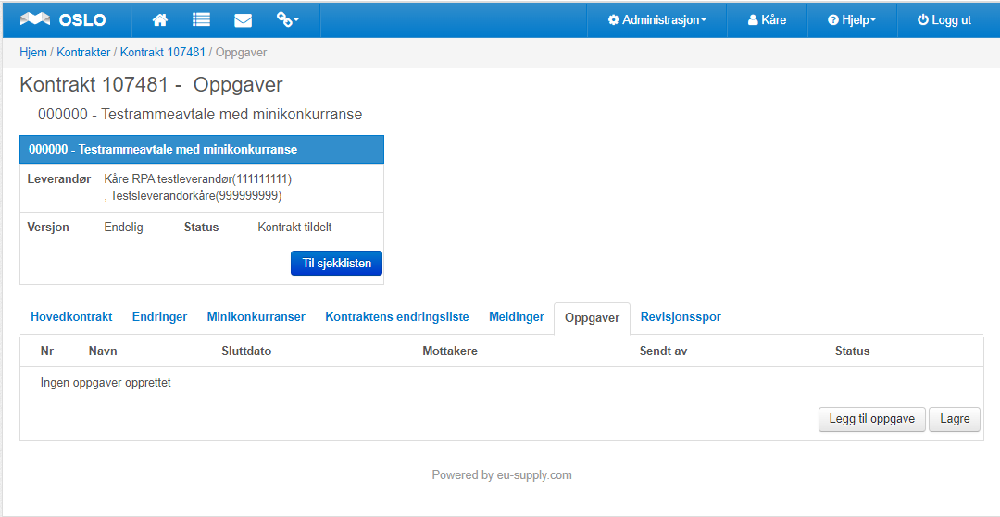 OSLO Administrasjon Kåre Hjelp Logg ut
Hjem / Kontrakter / Kontrakt 107481 / Oppgaver
Kontrakt 107481 - Oppgaver
000000 - Testrammeavtale med minikonkurranse
000000 - Testrammeavtale med minikonkurranse
Leverandør Kåre RPA testleverandør(111111111)
, Testsleverandorkåre(999999999)
Versjon Endelig Status Kontrakt tildelt
Til sjekklisten
Hovedkontrakt Endringer Minikonkurranser Kontraktens endringsliste Meldinger Oppgaver Revisjonsspor
Nr Navn Sluttdato Mottakere Sendt av Status
Ingen oppgaver opprettet
Legg til oppgave Lagre
Powered by eu-supply.com